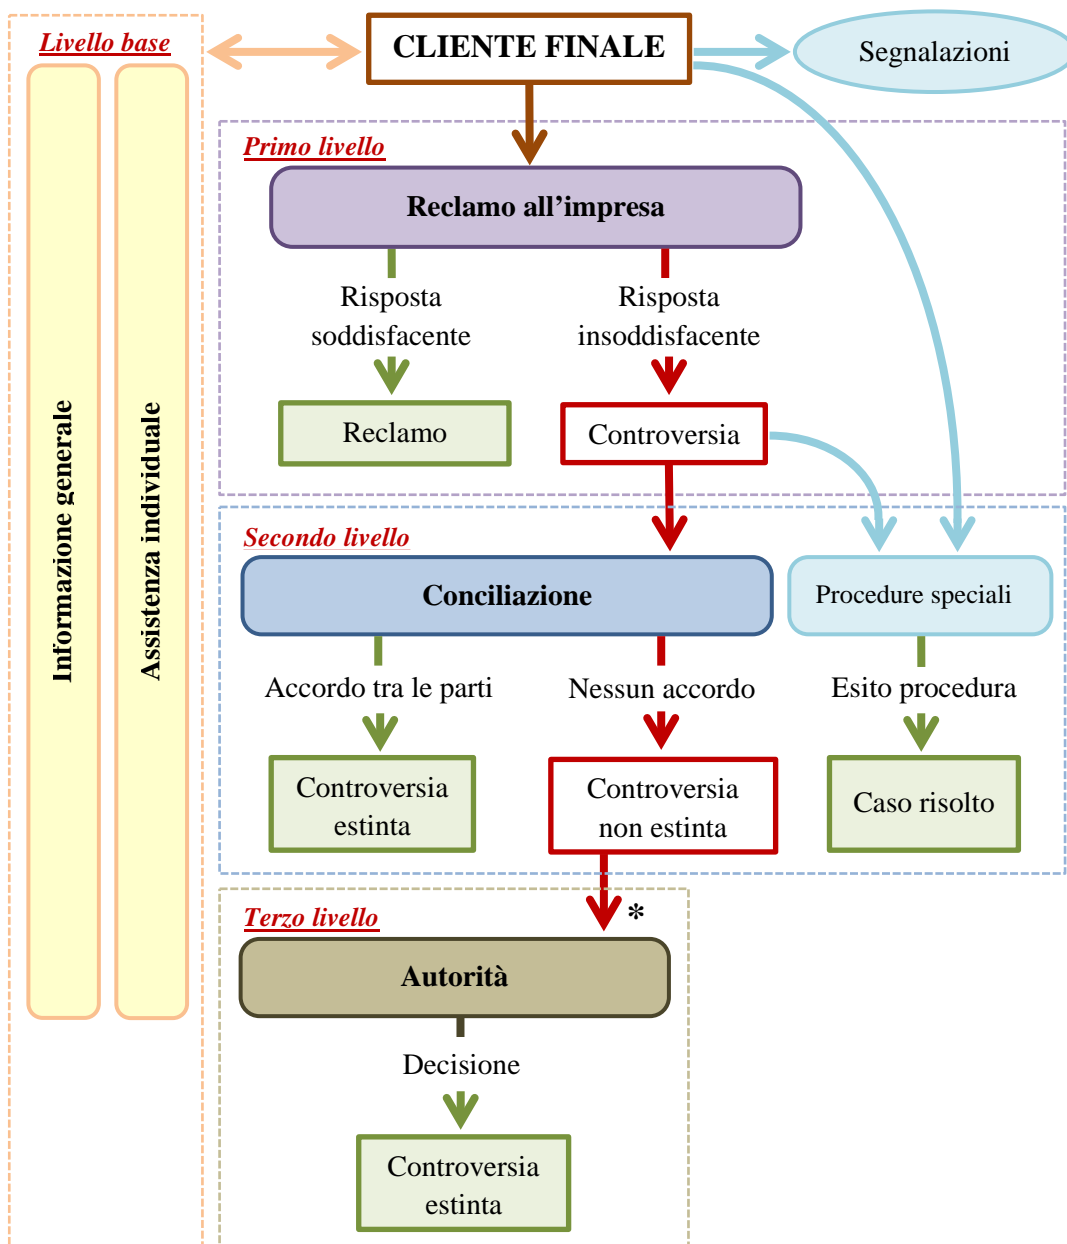 Livello base
CLIENTE FINALE
Segnalazioni
Informazione generale
Assistenza individuale
Primo livello
Reclamo all’impresa
Risposta
soddisfacente
Risposta
insoddisfacente
Reclamo
Controversia
Secondo livello
Conciliazione
Procedure speciali
Accordo tra le parti
Nessun accordo
Esito procedura
Controversia
estinta
Controversia
non estinta
Caso risolto
Terzo livello
*
Autorità
Decisione
Controversia
estinta